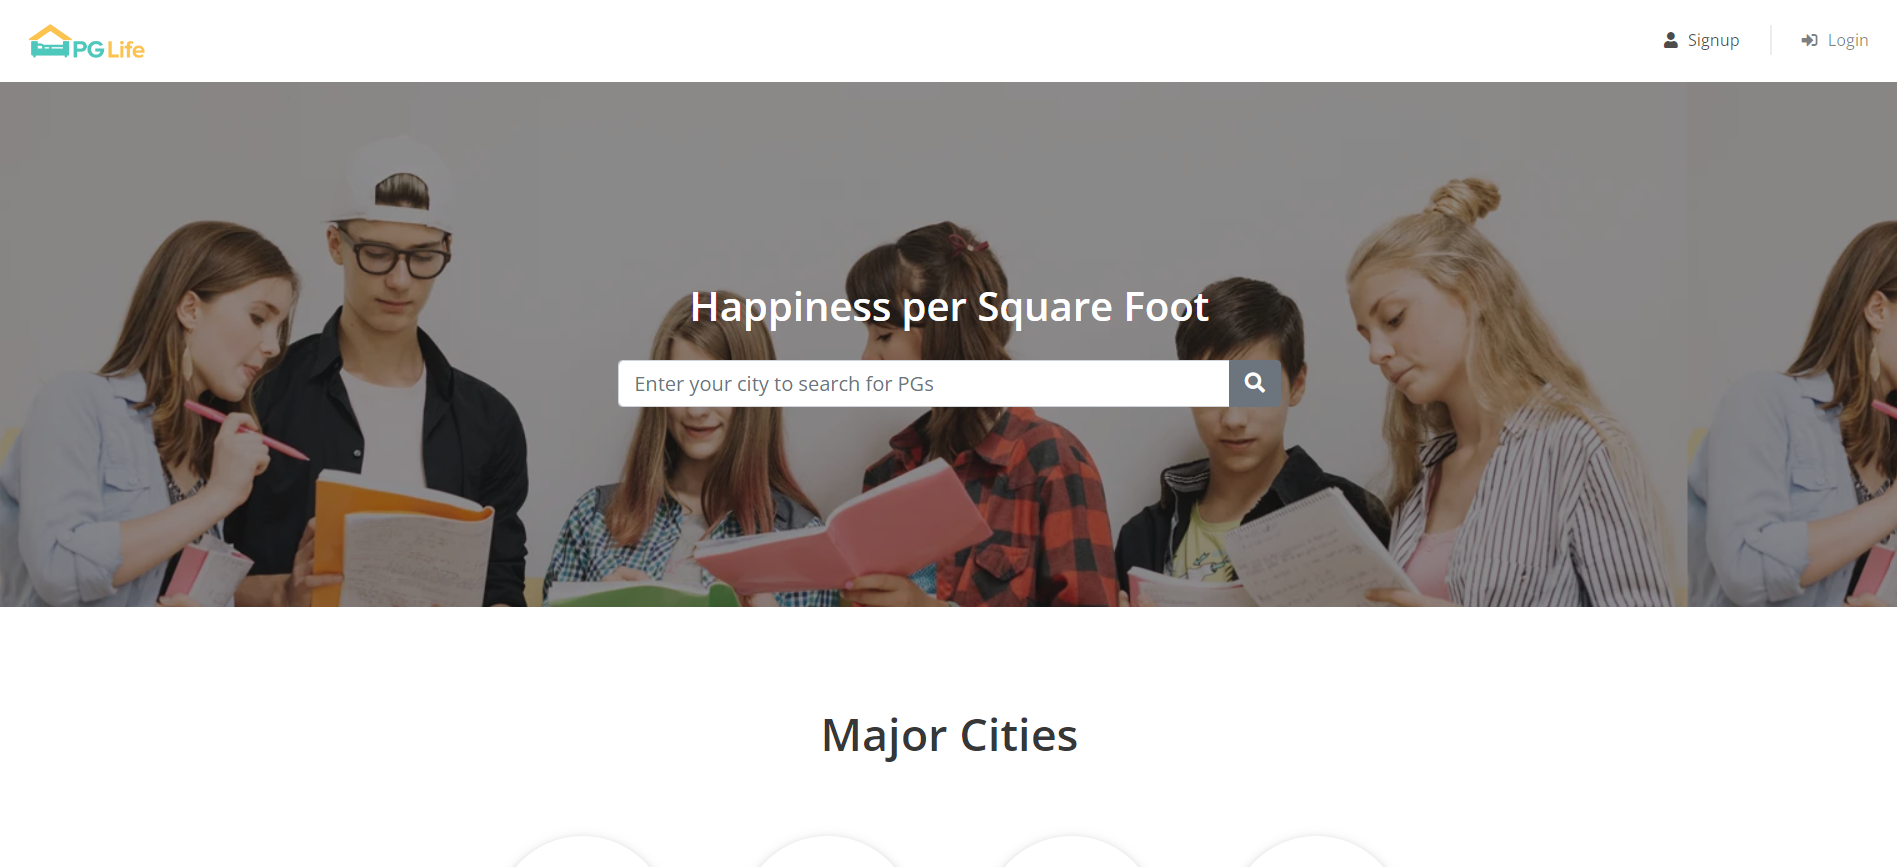 PG Life
Signup
Login
Happiness per Square Foot
Enter your city to search for PGs
Major Cities